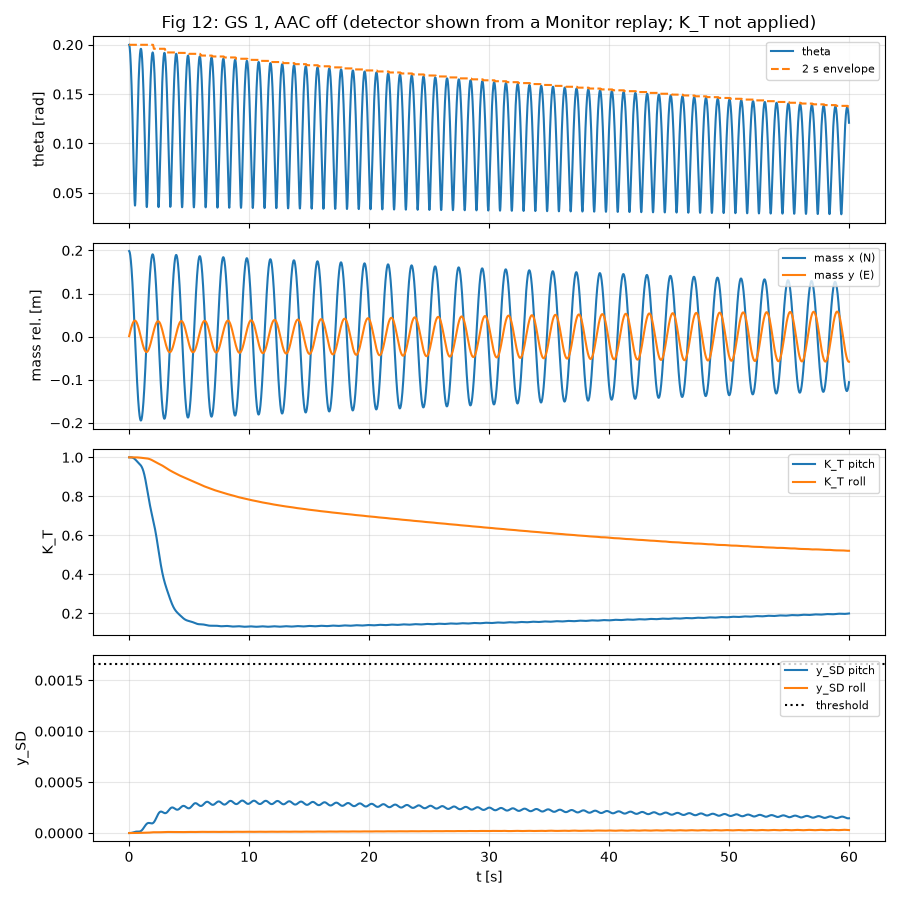 Fig 12: GS 1, AAC off (detector shown from a Monitor replay; K_T not applied)
theta [rad]
0.20
0.15
0.10
0.05
theta
2 s envelope
mass rel. [m]
0.2
0.1
0.0
−0.1
−0.2
mass x (N)
mass y (E)
K_T
1.0
0.8
0.6
0.4
0.2
K_T pitch
K_T roll
y_SD
0.0015
0.0010
0.0005
0.0000
y_SD pitch
y_SD roll
threshold
0 10 20 30 40 50 60
t [s]